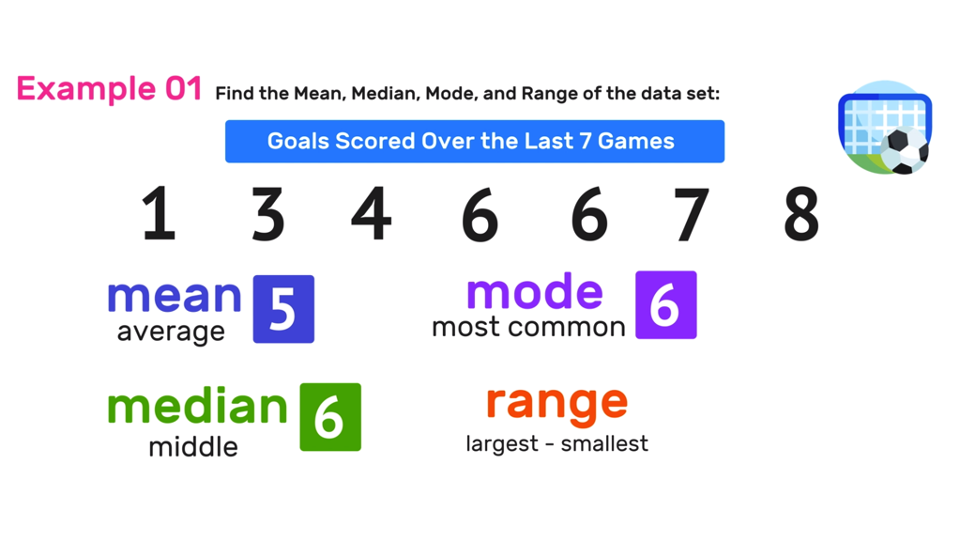 Example 01 Find the Mean, Median, Mode, and Range of the data set:
Goals Scored Over the Last 7 Games
1 3 4 6 6 7 8
mean 5
average
mode 6
most common
median 6
middle
range
largest - smallest